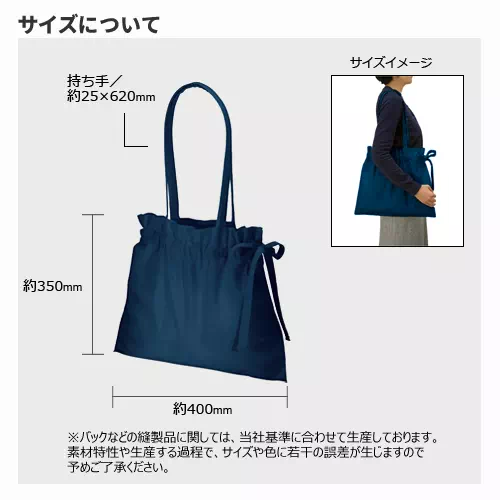 サイズについて
持ち手／
約25×620mm
サイズイメージ
約350mm
約400mm
※バックなどの縫製品に関しては、当社基準に合わせて生産しております。
素材特性や生産する過程で、サイズや色に若干の誤差が生じますので
予めご了承ください。